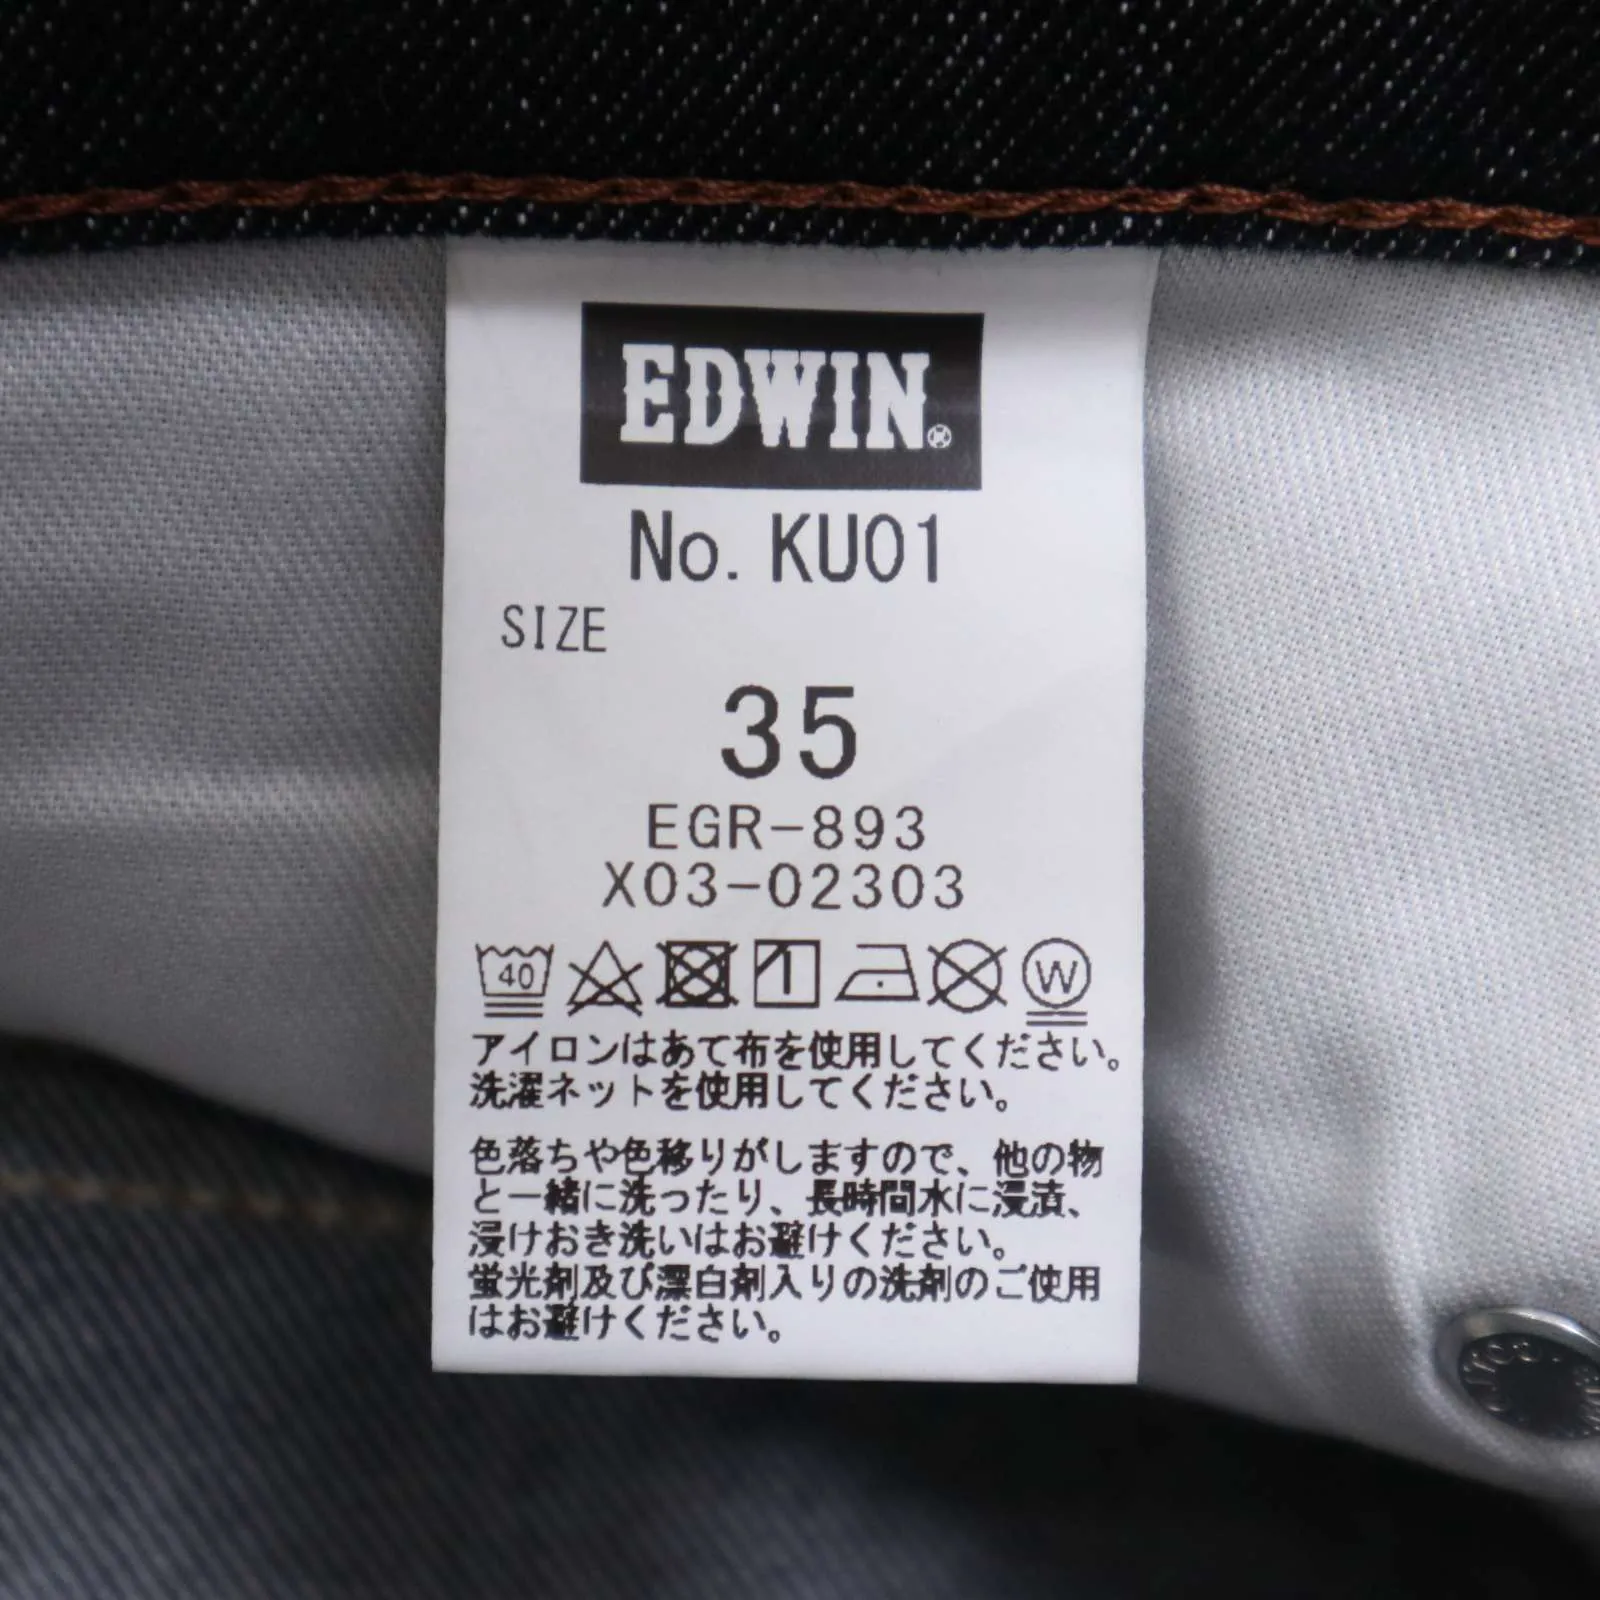 EDWIN®
No. KU01
SIZE
35
EGR-893
X03-02303
40
1
W
アイロンはあて布を使用してください。
洗濯ネットを使用してください。
色落ちや色移りがしますので、他の物
と一緒に洗ったり、長時間水に浸漬、
浸けおき洗いはお避けください。
蛍光剤及び漂白剤入りの洗剤のご使用
はお避けください。